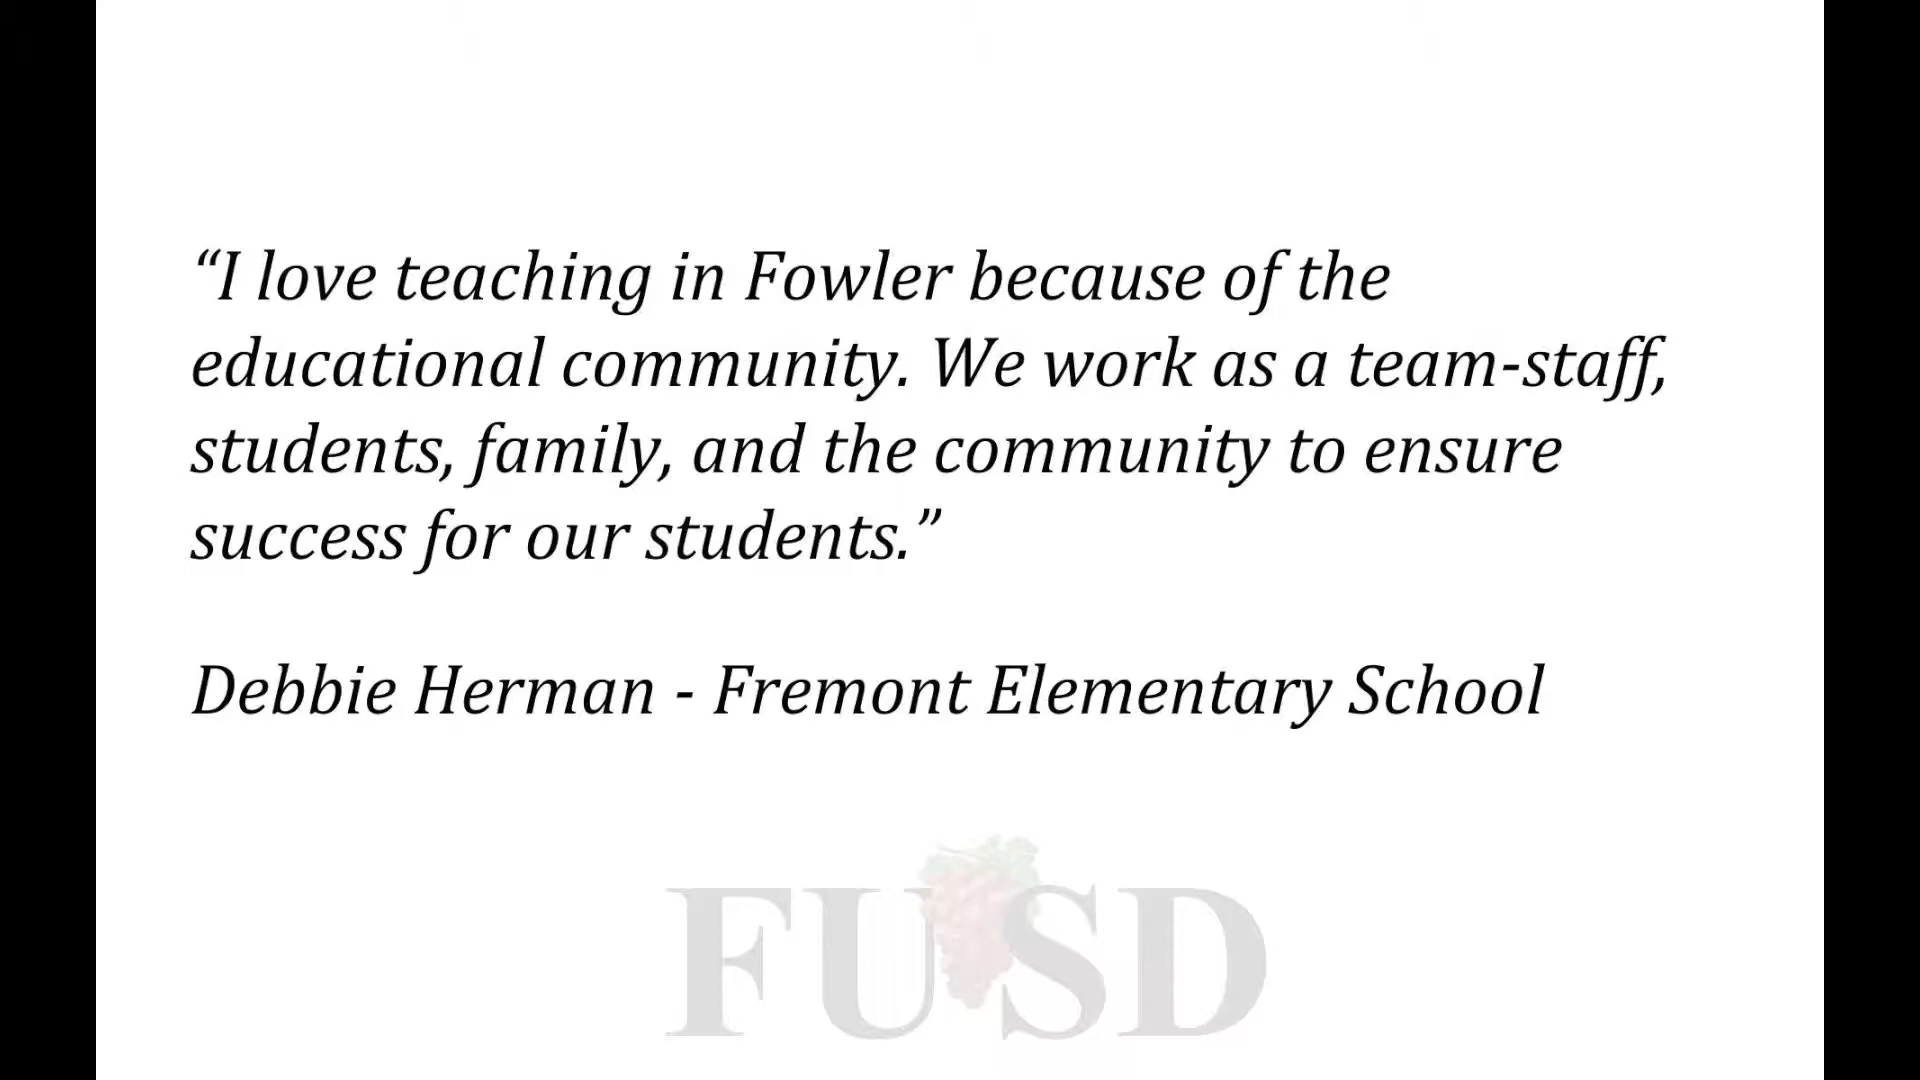 “I love teaching in Fowler because of the
educational community. We work as a team-staff,
students, family, and the community to ensure
success for our students.”
Debbie Herman - Fremont Elementary School
FUSD